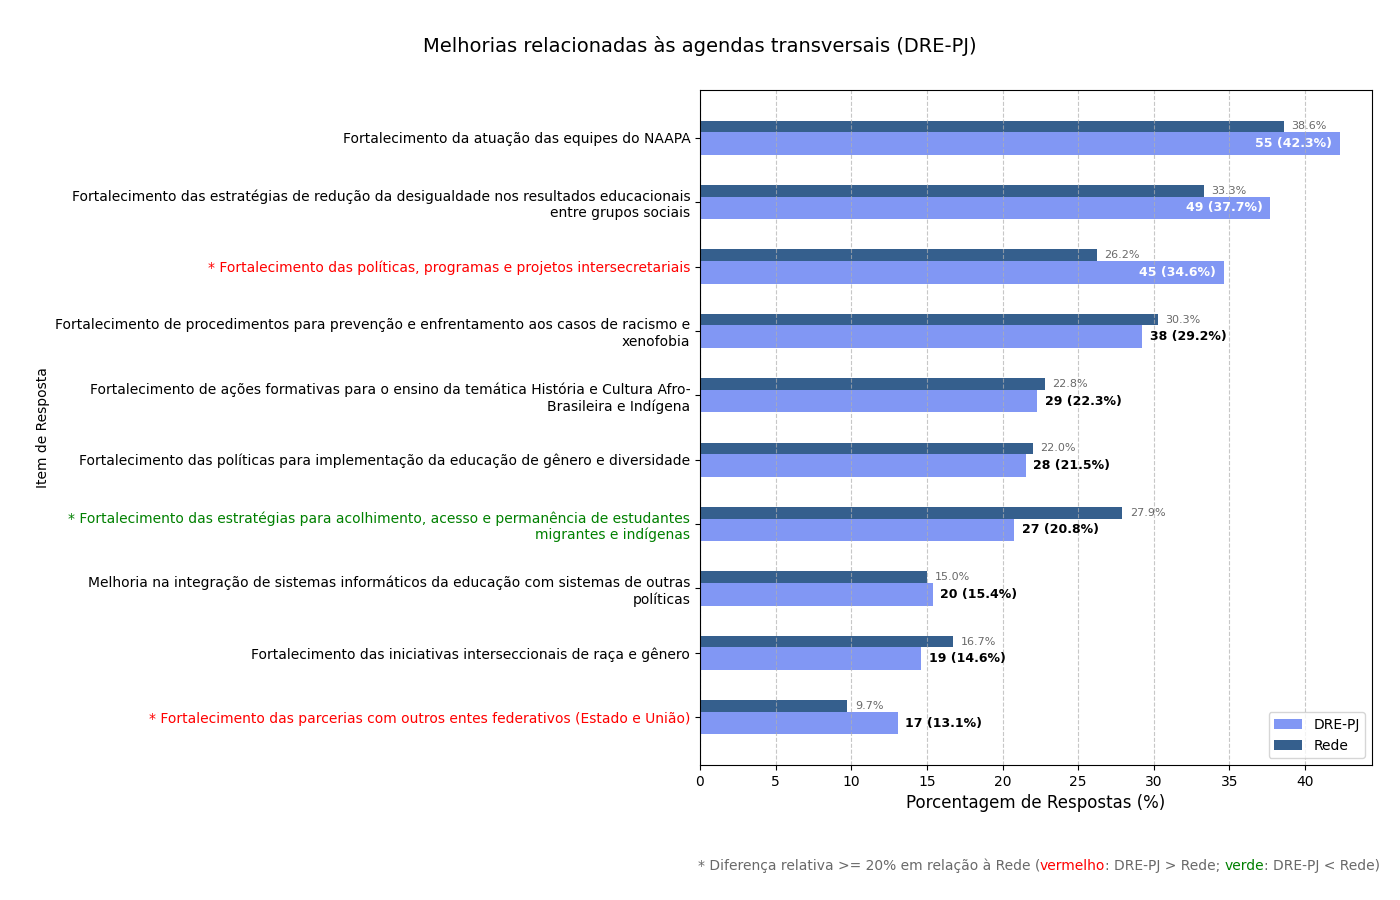 Melhorias relacionadas às agendas transversais (DRE-PJ)
Item de Resposta
Fortalecimento da atuação das equipes do NAAPA
38.6%
55 (42.3%)
Fortalecimento das estratégias de redução da desigualdade nos resultados educacionais
entre grupos sociais
33.3%
49 (37.7%)
* Fortalecimento das políticas, programas e projetos intersecretariais
26.2%
45 (34.6%)
Fortalecimento de procedimentos para prevenção e enfrentamento aos casos de racismo e
xenofobia
30.3%
38 (29.2%)
Fortalecimento de ações formativas para o ensino da temática História e Cultura Afro-
Brasileira e Indígena
22.8%
29 (22.3%)
Fortalecimento das políticas para implementação da educação de gênero e diversidade
22.0%
28 (21.5%)
* Fortalecimento das estratégias para acolhimento, acesso e permanência de estudantes
migrantes e indígenas
27.9%
27 (20.8%)
Melhoria na integração de sistemas informáticos da educação com sistemas de outras
políticas
15.0%
20 (15.4%)
Fortalecimento das iniciativas interseccionais de raça e gênero
16.7%
19 (14.6%)
* Fortalecimento das parcerias com outros entes federativos (Estado e União)
9.7%
17 (13.1%)
DRE-PJ
Rede
0 5 10 15 20 25 30 35 40
Porcentagem de Respostas (%)
* Diferença relativa >= 20% em relação à Rede (vermelho: DRE-PJ > Rede; verde: DRE-PJ < Rede)